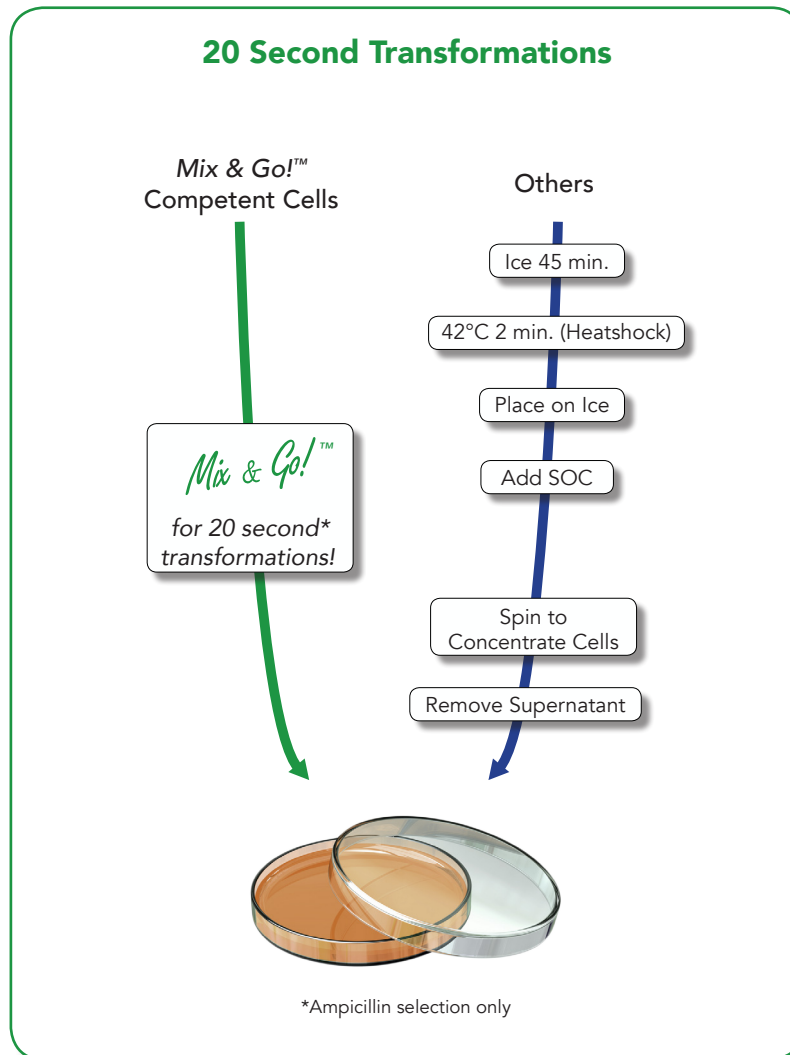 20 Second Transformations
Mix & Go!™
Competent Cells
Mix & Go!™
for 20 second*
transformations!
Others
Ice 45 min.
42°C 2 min. (Heatshock)
Place on Ice
Add SOC
Spin to
Concentrate Cells
Remove Supernatant
*Ampicillin selection only